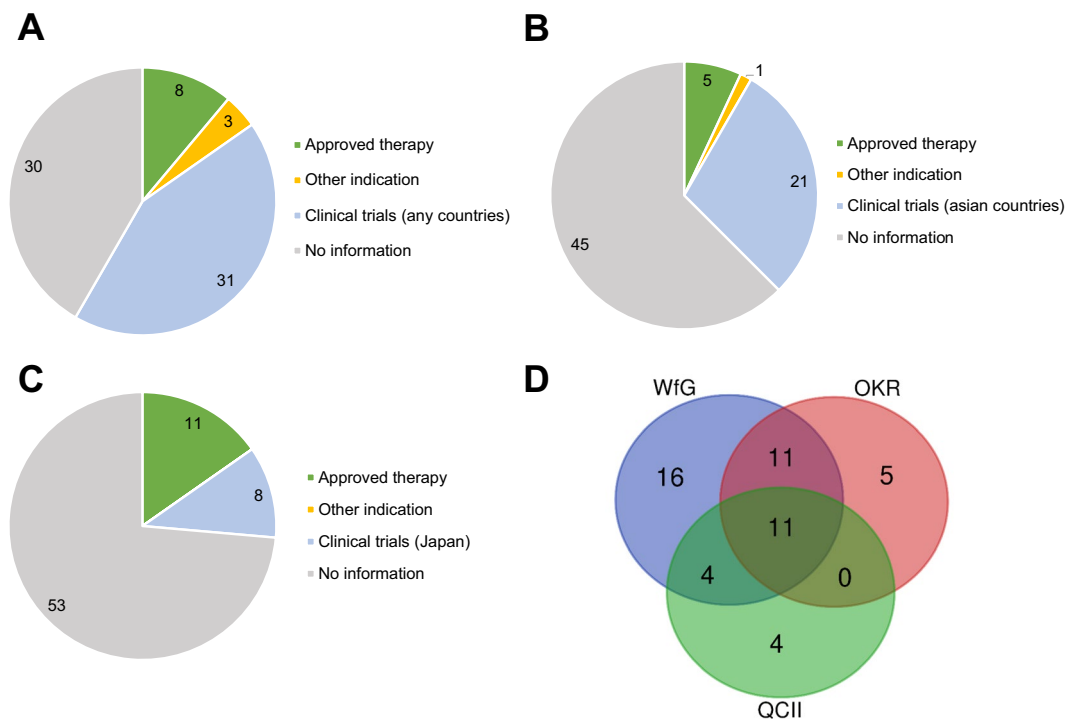 A
8
3
30
31
Approved therapy
Other indication
Clinical trials (any countries)
No information
B
5
1
21
45
Approved therapy
Other indication
Clinical trials (asian countries)
No information
C
11
8
53
Approved therapy
Other indication
Clinical trials (Japan)
No information
D
WfG
OKR
16
11
5
11
4
0
4
QCII